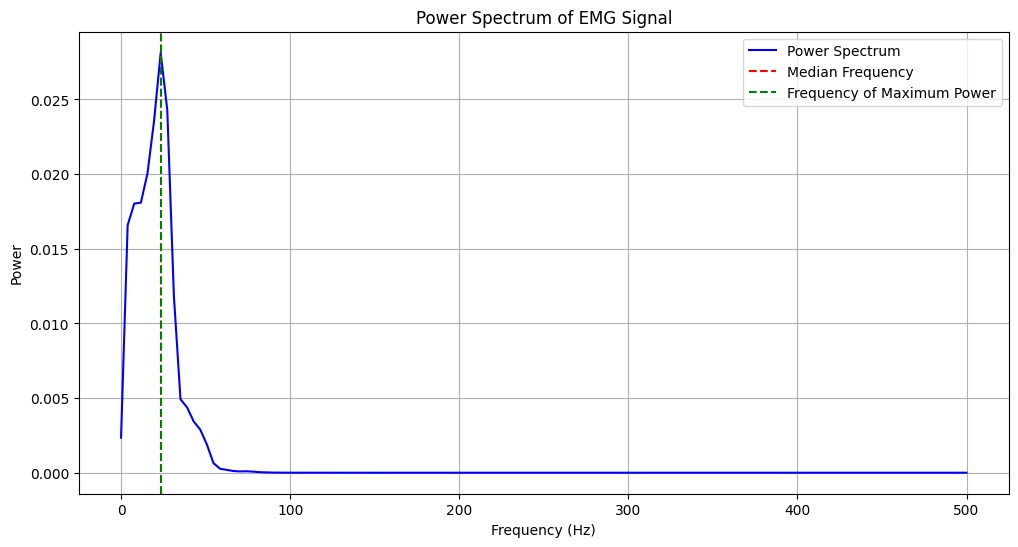 Power Spectrum of EMG Signal
Power Spectrum
Median Frequency
Frequency of Maximum Power
0.025
0.020
0.015
0.010
0.005
0.000
Power
0 100 200 300 400 500
Frequency (Hz)